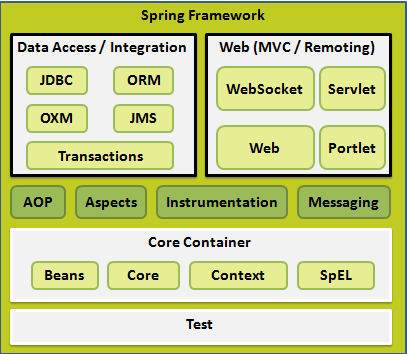 Spring Framework
Data Access / Integration
JDBC
ORM
OXM
JMS
Transactions
Web (MVC / Remoting)
WebSocket
Servlet
Web
Portlet
AOP
Aspects
Instrumentation
Messaging
Core Container
Beans
Core
Context
SpEL
Test